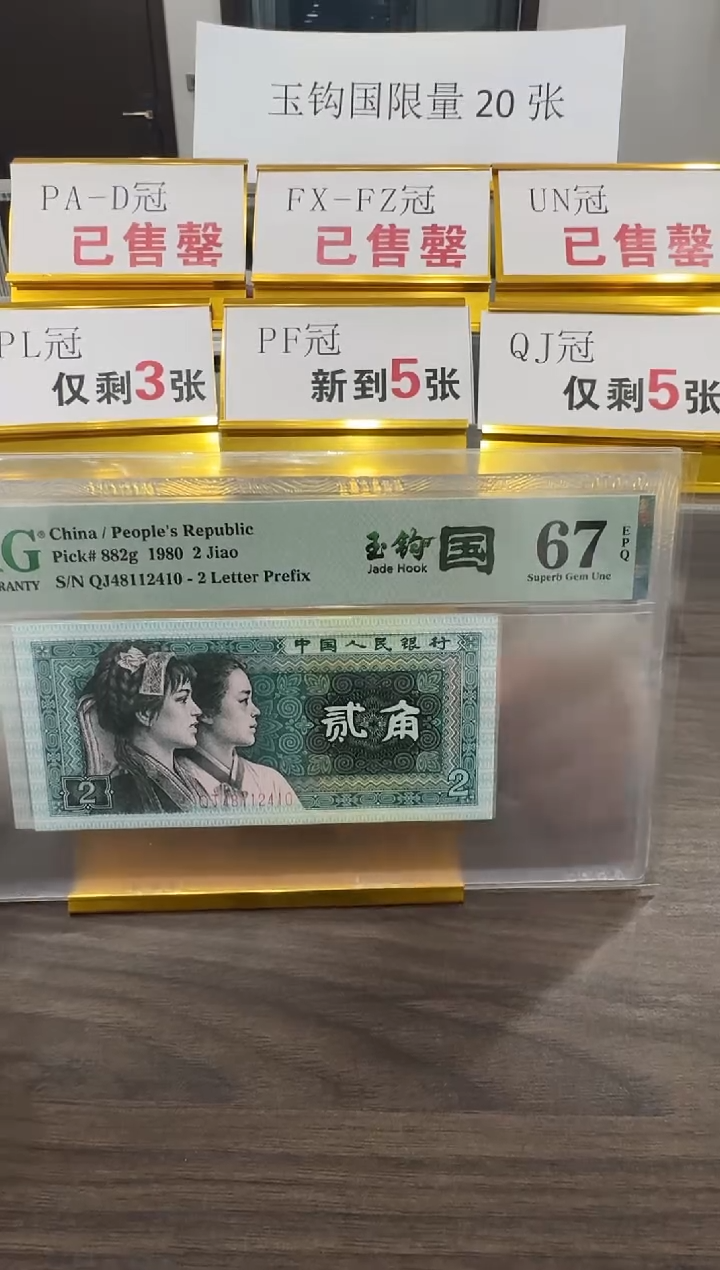 玉钩国限量20张
PA-D冠
已售罄
FX-FZ冠
已售罄
UN冠
已售罄
PL冠
仅剩3张
PF冠
新到5张
QJ冠
仅剩5张
G®
RANTY
China / People's Republic
Pick# 882g 1980 2 Jiao
S/N QJ48112410 - 2 Letter Prefix
玉钩国
Jade Hook
67
EPQ
Superb Gem Unc
中国人民银行
贰角
2
2
QJ48112410